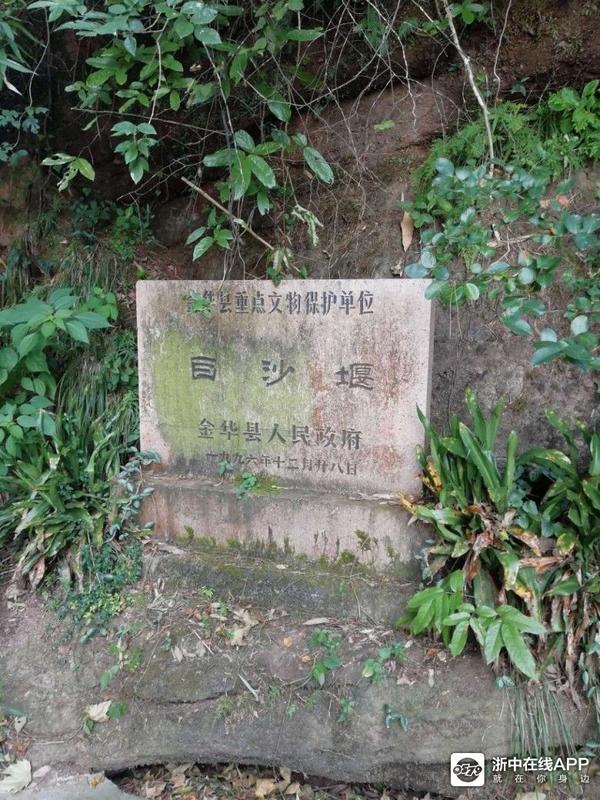 金华县重点文物保护单位
白沙堰
金华县人民政府
一九九六年十二月廿八日
浙中在线APP
就在你身边